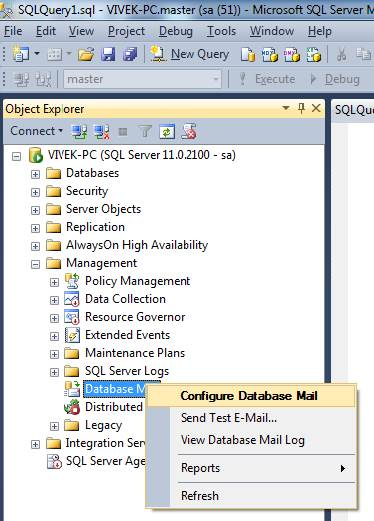 SQLQuery1.sql - VIVEK-PC.master (sa (51)) - Microsoft SQL Server M
File Edit View Project Debug Tools Window Help
New Query
master
Execute Debug
Object Explorer
SQLQue
Connect
VIVEK-PC (SQL Server 11.0.2100 - sa)
Databases
Security
Server Objects
Replication
AlwaysOn High Availability
Management
Policy Management
Data Collection
Resource Governor
Extended Events
Maintenance Plans
SQL Server Logs
Database M
Configure Database Mail
Distributed
Send Test E-Mail...
Legacy
View Database Mail Log
Integration Serv
SQL Server Age
Reports
Refresh